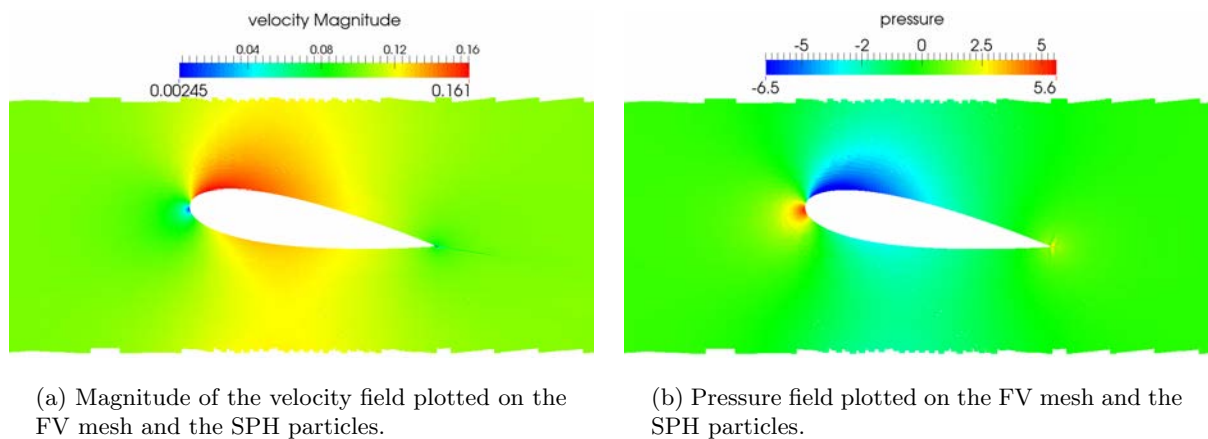 velocity Magnitude
0.04 0.08 0.12 0.16
0.00245 0.161
pressure
-5 -2 0 2.5 5
-6.5 5.6
(a) Magnitude of the velocity field plotted on the
FV mesh and the SPH particles.
(b) Pressure field plotted on the FV mesh and the
SPH particles.